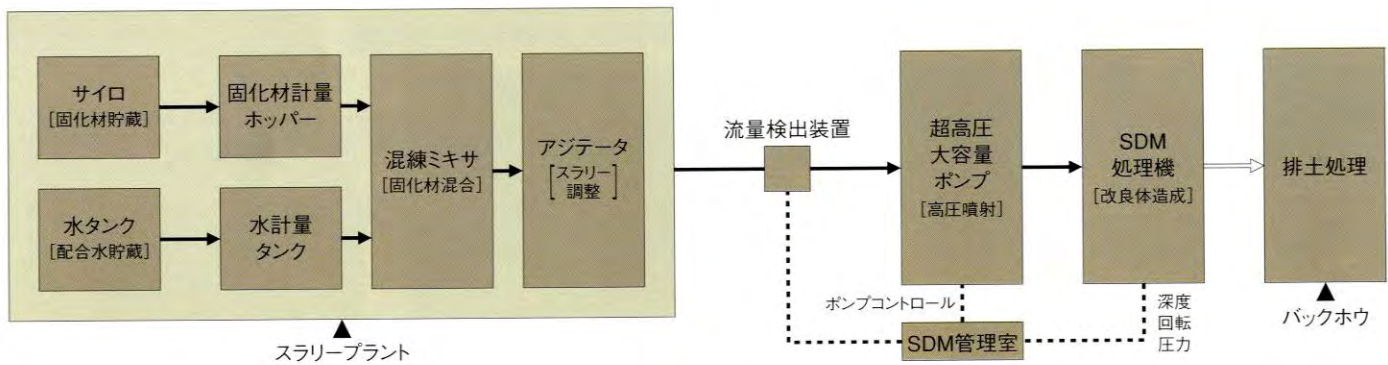 サイロ
[固化材貯蔵]
固化材計量
ホッパー
水タンク
[配合水貯蔵]
水計量
タンク
混練ミキサ
[固化材混合]
アジテータ
[スラリー
調整]
スラリープラント
流量検出装置
超高圧
大容量
ポンプ
[高圧噴射]
SDM
処理機
[改良体造成]
排土処理
バックホウ
ポンプコントロール
SDM管理室
深度
回転
圧力